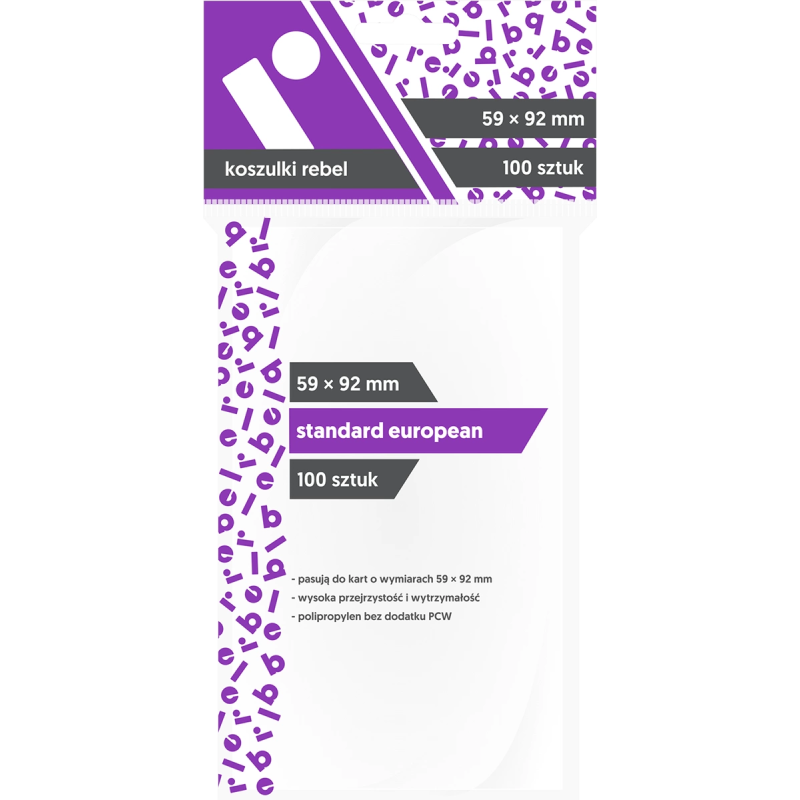 59 × 92 mm
koszulki rebel
100 sztuk
59 × 92 mm
standard european
100 sztuk
- pasują do kart o wymiarach 59 × 92 mm
- wysoka przejrzystość i wytrzymałość
- polipropylen bez dodatku PCW